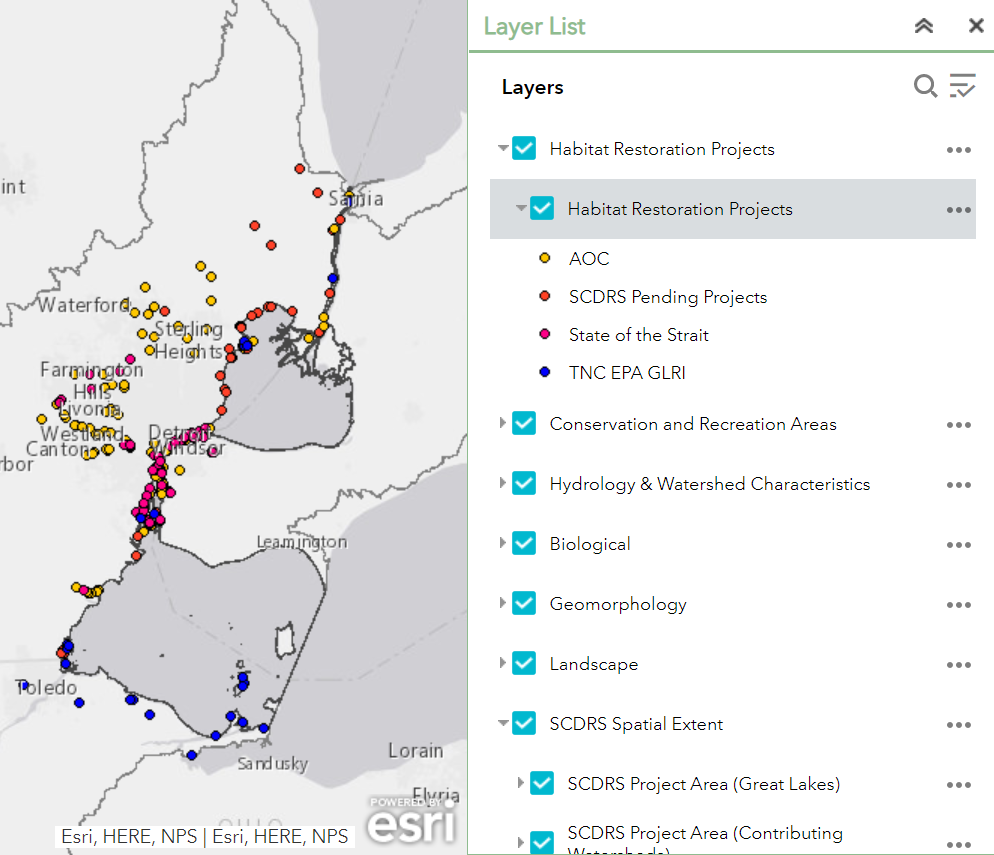 Layer List
Layers
Habitat Restoration Projects
Habitat Restoration Projects
AOC
SCDRS Pending Projects
State of the Strait
TNC EPA GLRI
Conservation and Recreation Areas
Hydrology & Watershed Characteristics
Biological
Geomorphology
Landscape
SCDRS Spatial Extent
SCDRS Project Area (Great Lakes)
SCDRS Project Area (Contributing
Watersheds)
int
Sarnia
Waterford
Sterling
Heights
Farmington
Hills
Livonia
Westland
Detroit
Canton
Windsor
rbor
Leamington
Toledo
Lorain
Sandusky
Elyria
OHIO
POWERED BY
esri
Esri, HERE, NPS | Esri, HERE, NPS